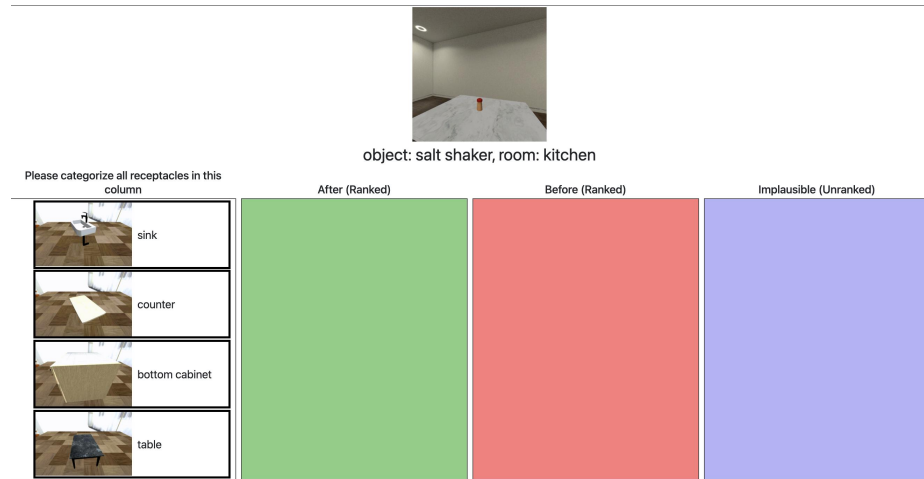 object: salt shaker, room: kitchen
Please categorize all receptacles in this
column
After (Ranked)
Before (Ranked)
Implausible (Unranked)
sink
counter
bottom cabinet
table